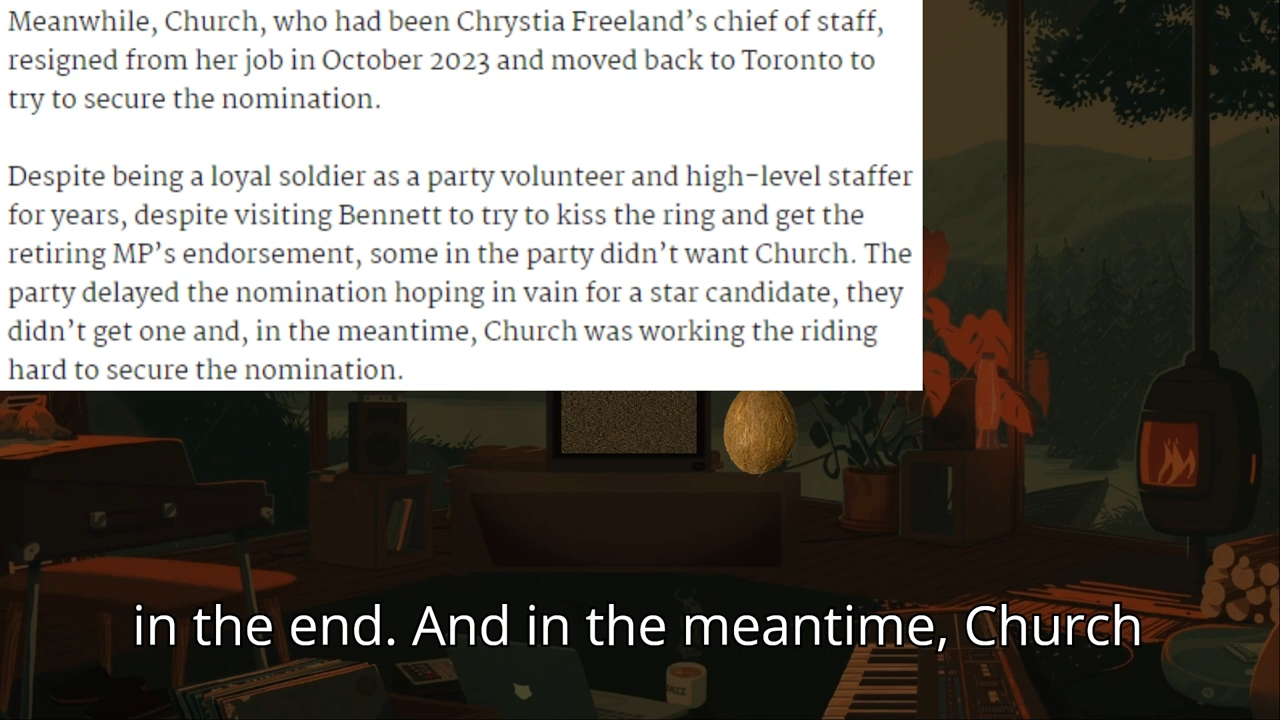 Meanwhile, Church, who had been Chrystia Freeland’s chief of staff,
resigned from her job in October 2023 and moved back to Toronto to
try to secure the nomination.
Despite being a loyal soldier as a party volunteer and high-level staffer
for years, despite visiting Bennett to try to kiss the ring and get the
retiring MP’s endorsement, some in the party didn’t want Church. The
party delayed the nomination hoping in vain for a star candidate, they
didn’t get one and, in the meantime, Church was working the riding
hard to secure the nomination.
in the end. And in the meantime, Church
JAZZ